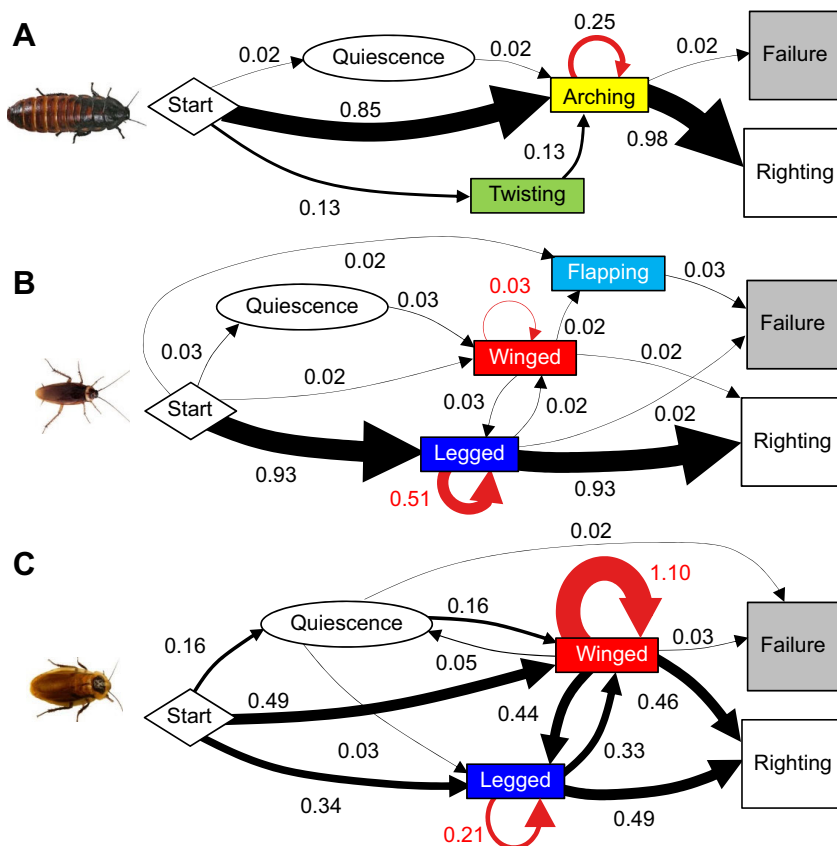 A
0.02
Quiescence
0.02
0.25
0.02
Failure
Start
0.85
Arching
0.98
0.13
0.13
Twisting
Righting
B
0.02
Flapping
0.03
Quiescence
0.03
0.03
0.02
Failure
0.03
Winged
0.02
0.02
Start
0.03
0.02
0.02
Legged
Righting
0.93
0.51
0.93
C
0.02
1.10
Quiescence
0.16
0.16
0.03
Failure
0.05
Winged
Start
0.49
0.44
0.46
0.03
0.33
Legged
Righting
0.34
0.49
0.21